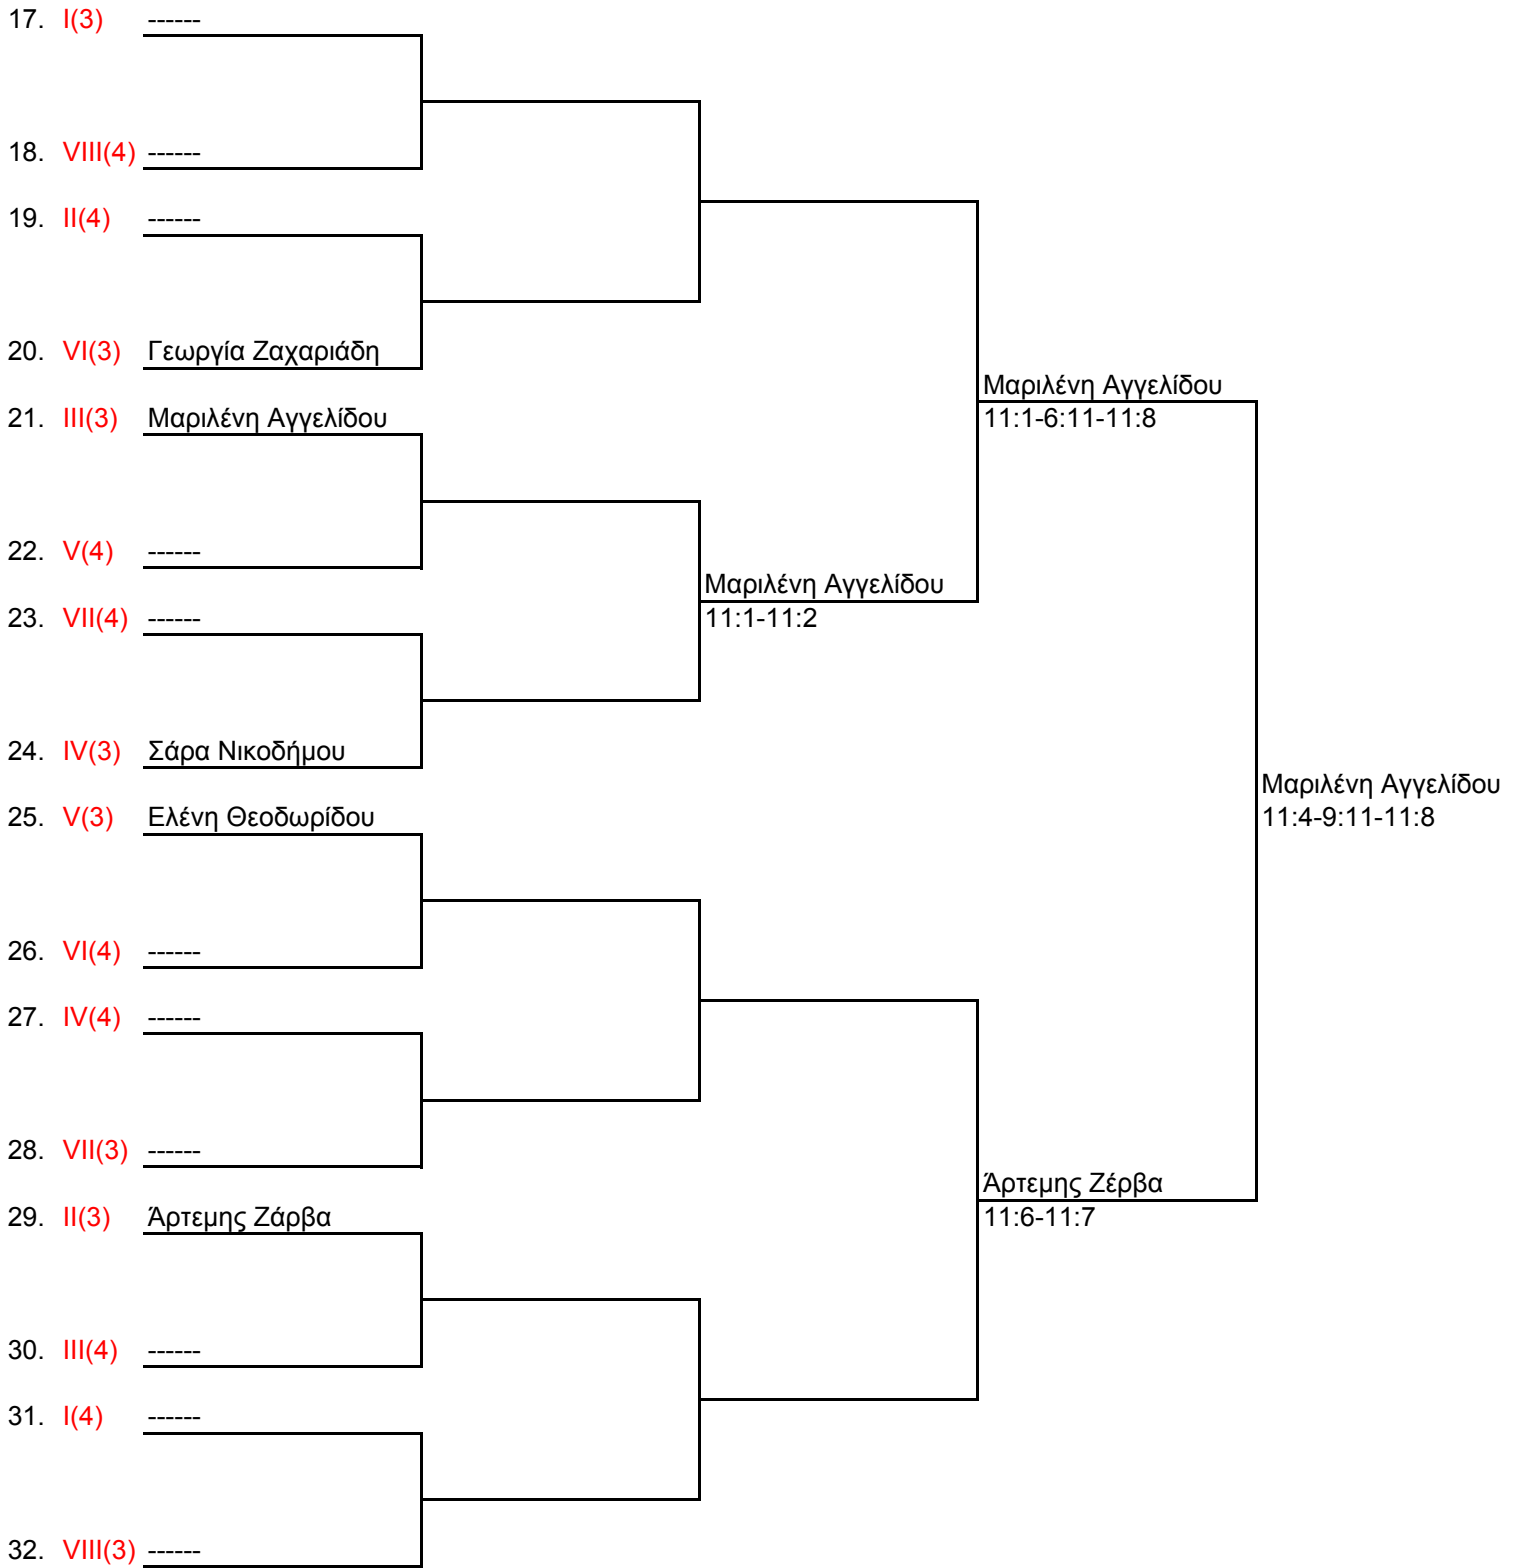 17. I(3) ------
18. VIII(4) ------
19. II(4) ------
20. VI(3) Γεωργία Ζαχαριάδη
Μαριλένη Αγγελίδου
21. III(3) Μαριλένη Αγγελίδου
11:1-6:11-11:8
22. V(4) ------
Μαριλένη Αγγελίδου
23. VII(4) ------
11:1-11:2
24. IV(3) Σάρα Νικοδήμου
Μαριλένη Αγγελίδου
25. V(3) Ελένη Θεοδωρίδου
11:4-9:11-11:8
26. VI(4) ------
27. IV(4) ------
28. VII(3) ------
Άρτεμης Ζέρβα
29. II(3) Άρτεμης Ζάρβα
11:6-11:7
30. III(4) ------
31. I(4) ------
32. VIII(3) ------